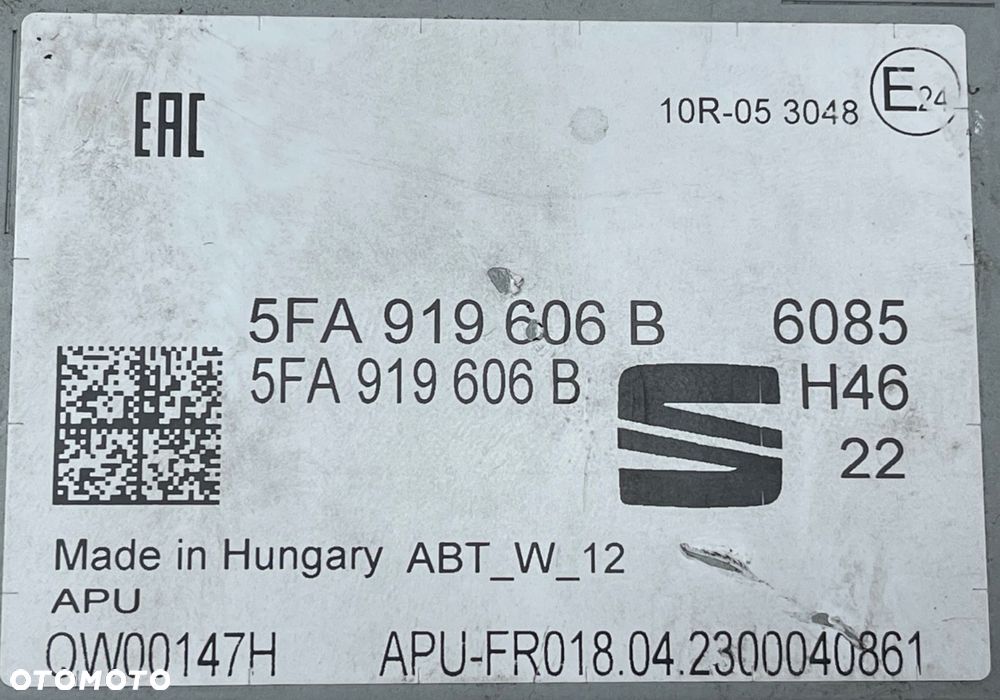 EAC
10R-05 3048 E24
5FA 919 606 B 6085
5FA 919 606 B H46
22
Made in Hungary ABT_W_12
APU
OW00147H APU-FR018.04.2300040861
OTOMOTO